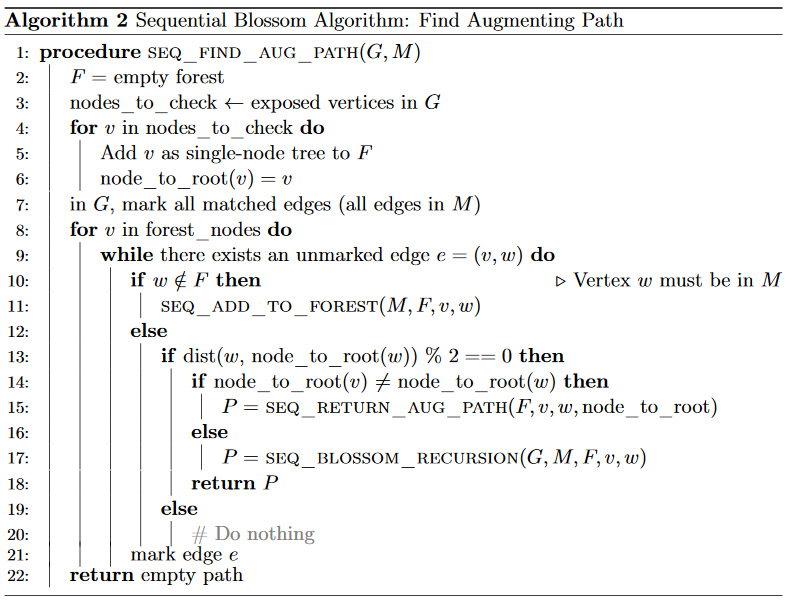 Algorithm 2 Sequential Blossom Algorithm: Find Augmenting Path
1: procedure SEQ_FIND_AUG_PATH(G, M)
2: F = empty forest
3: nodes_to_check ← exposed vertices in G
4: for v in nodes_to_check do
5: Add v as single-node tree to F
6: node_to_root(v) = v
7: in G, mark all matched edges (all edges in M)
8: for v in forest_nodes do
9: while there exists an unmarked edge e = (v, w) do
10: if w ∉ F then ▷ Vertex w must be in M
11: SEQ_ADD_TO_FOREST(M, F, v, w)
12: else
13: if dist(w, node_to_root(w)) % 2 == 0 then
14: if node_to_root(v) ≠ node_to_root(w) then
15: P = SEQ_RETURN_AUG_PATH(F, v, w, node_to_root)
16: else
17: P = SEQ_BLOSSOM_RECURSION(G, M, F, v, w)
18: return P
19: else
20: # Do nothing
21: mark edge e
22: return empty path